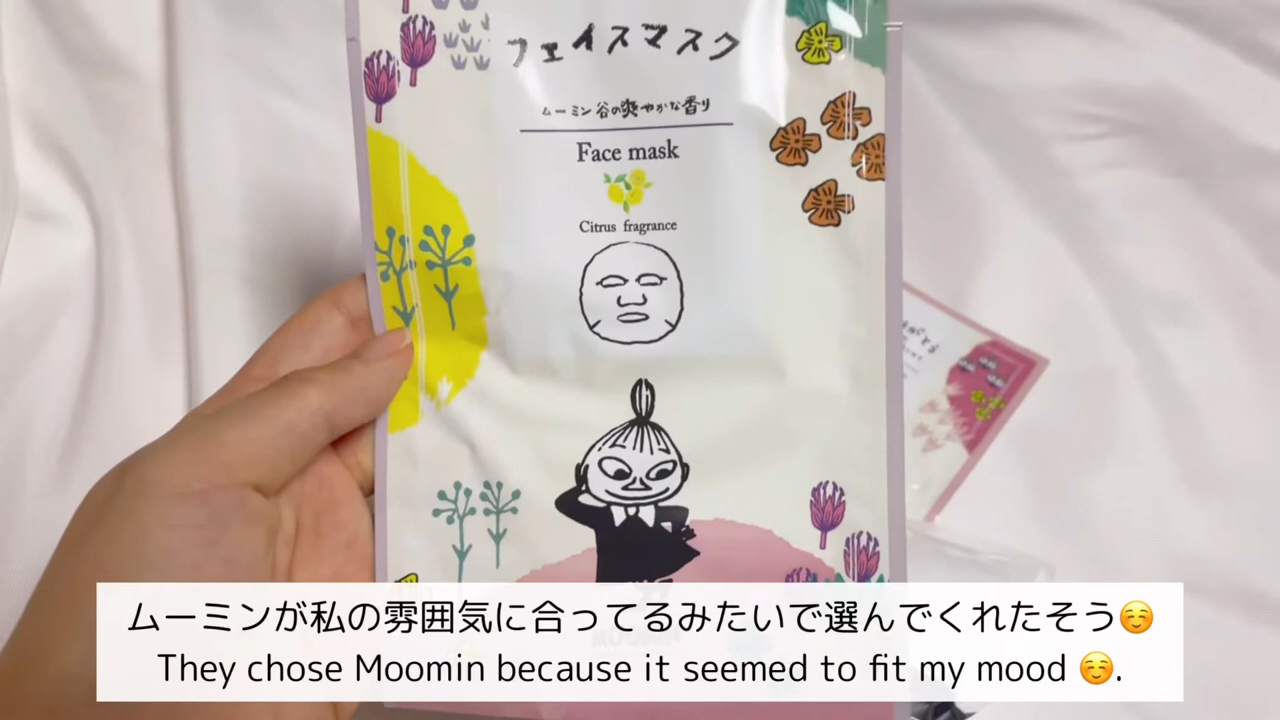 フェイスマスク
ムーミン谷の爽やかな香り
Face mask
Citrus fragrance
ムーミンが私の雰囲気に合ってるみたいで選んでくれたそう☺️
They chose Moomin because it seemed to fit my mood ☺️.